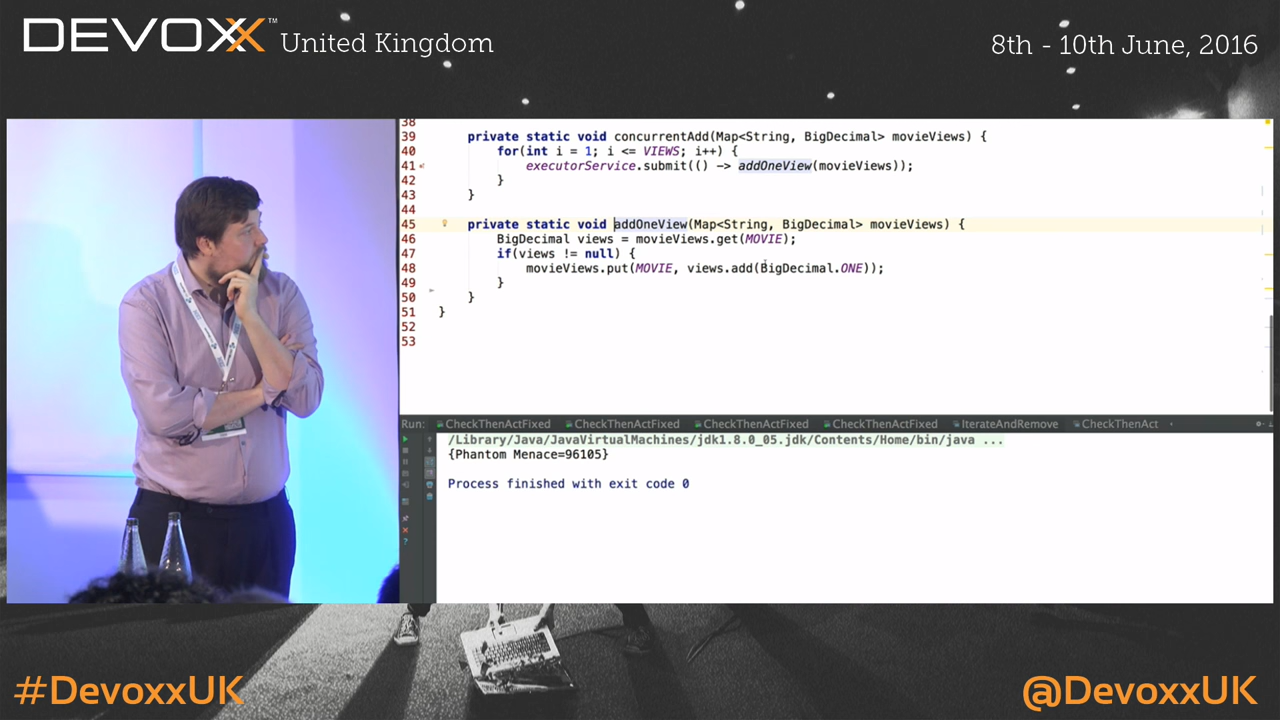 DEVOXX™ United Kingdom
8th - 10th June, 2016
38
39 private static void concurrentAdd(Map<String, BigDecimal> movieViews) {
40 for(int i = 1; i <= VIEWS; i++) {
41 executorService.submit(() -> addOneView(movieViews));
42 }
43 }
44
45 private static void addOneView(Map<String, BigDecimal> movieViews) {
46 BigDecimal views = movieViews.get(MOVIE);
47 if(views != null) {
48 movieViews.put(MOVIE, views.add(BigDecimal.ONE));
49 }
50 }
51 }
52
53
Run: CheckThenActFixed CheckThenActFixed CheckThenActFixed CheckThenActFixed IterateAndRemove CheckThenAct
/Library/Java/JavaVirtualMachines/jdk1.8.0_05.jdk/Contents/Home/bin/java ...
{Phantom Menace=96105}
Process finished with exit code 0
#DevoxxUK
@DevoxxUK